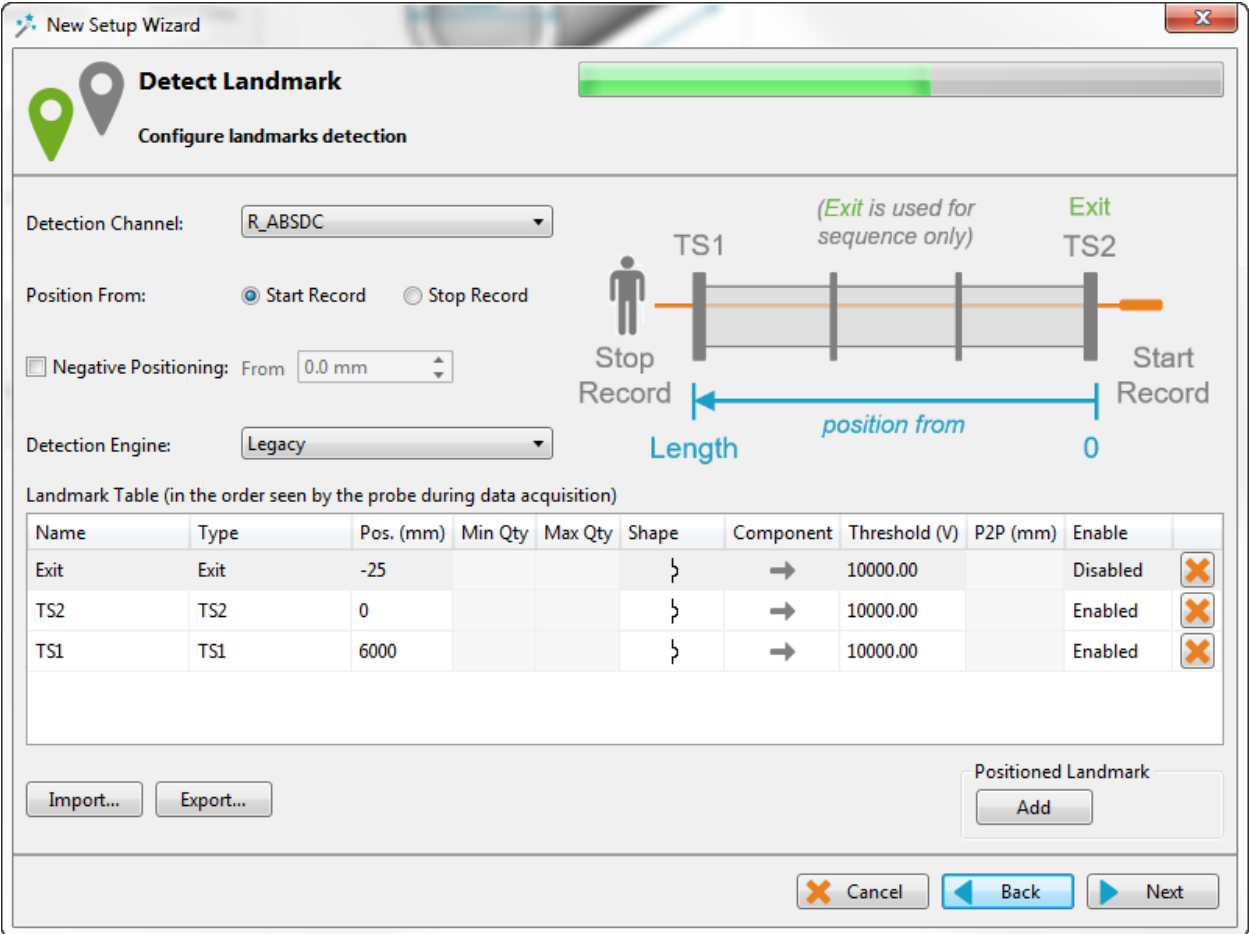 New Setup Wizard
Detect Landmark
Configure landmarks detection
Detection Channel: R_ABSDC
Position From: Start Record Stop Record
Negative Positioning: From 0.0 mm
Detection Engine: Legacy
(Exit is used for
sequence only)
Exit
TS1
TS2
Stop
Record
Start
Record
position from
Length
0
Landmark Table (in the order seen by the probe during data acquisition)
Name Type Pos. (mm) Min Qty Max Qty Shape Component Threshold (V) P2P (mm) Enable
Exit Exit -25 10000.00 Disabled
TS2 TS2 0 10000.00 Enabled
TS1 TS1 6000 10000.00 Enabled
Import... Export...
Positioned Landmark
Add
Cancel Back Next